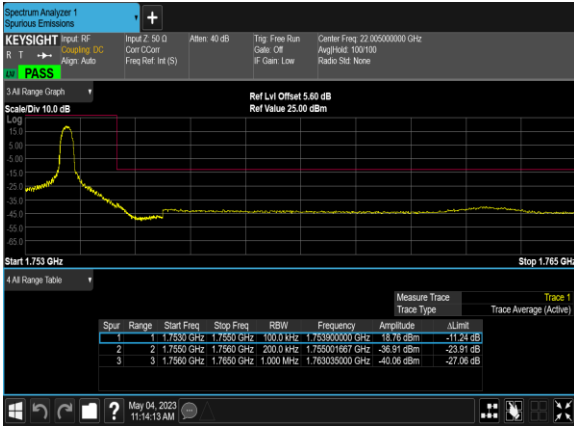 Spectrum Analyzer 1
Spurious Emissions
+
KEYSIGHT Input: RF Input Z: 50 Ω Atten: 40 dB Trig: Free Run Center Freq: 22.005000000 GHz
R T Coupling: DC Corr CCorr Gate: Off Avg|Hold: 100/100
Align: Auto Freq Ref: Int (S) IF Gain: Low Radio Std: None
LW PASS
3 All Range Graph
Ref Lvl Offset 5.60 dB
Scale/Div 10.0 dB Ref Value 25.00 dBm
Log
15.0
5.00
-5.00
-15.0
-25.0
-35.0
-45.0
-55.0
-65.0
Start 1.753 GHz Stop 1.765 GHz
4 All Range Table
Measure Trace Trace 1
Trace Type Trace Average (Active)
Spur Range Start Freq Stop Freq RBW Frequency Amplitude ΔLimit
1 1 1.7530 GHz 1.7550 GHz 100.0 kHz 1.753900000 GHz 18.76 dBm -11.24 dB
2 2 1.7550 GHz 1.7560 GHz 200.0 kHz 1.755001667 GHz -36.91 dBm -23.91 dB
3 3 1.7560 GHz 1.7650 GHz 1.000 MHz 1.763035000 GHz -40.06 dBm -27.06 dB
? May 04, 2023
11:14:13 AM